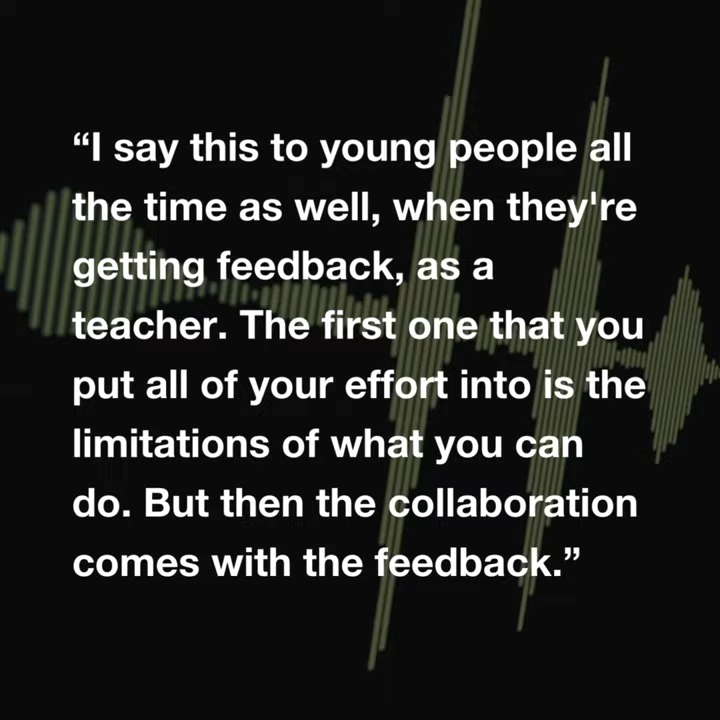 “I say this to young people all
the time as well, when they're
getting feedback, as a
teacher. The first one that you
put all of your effort into is the
limitations of what you can
do. But then the collaboration
comes with the feedback.”